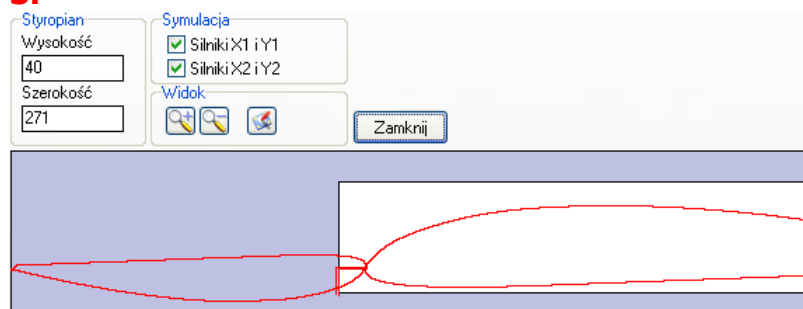 Styropian
Wysokość
40
Szerokość
271
Symulacja
Silniki X1 i Y1
Silniki X2 i Y2
Widok
Zamknij